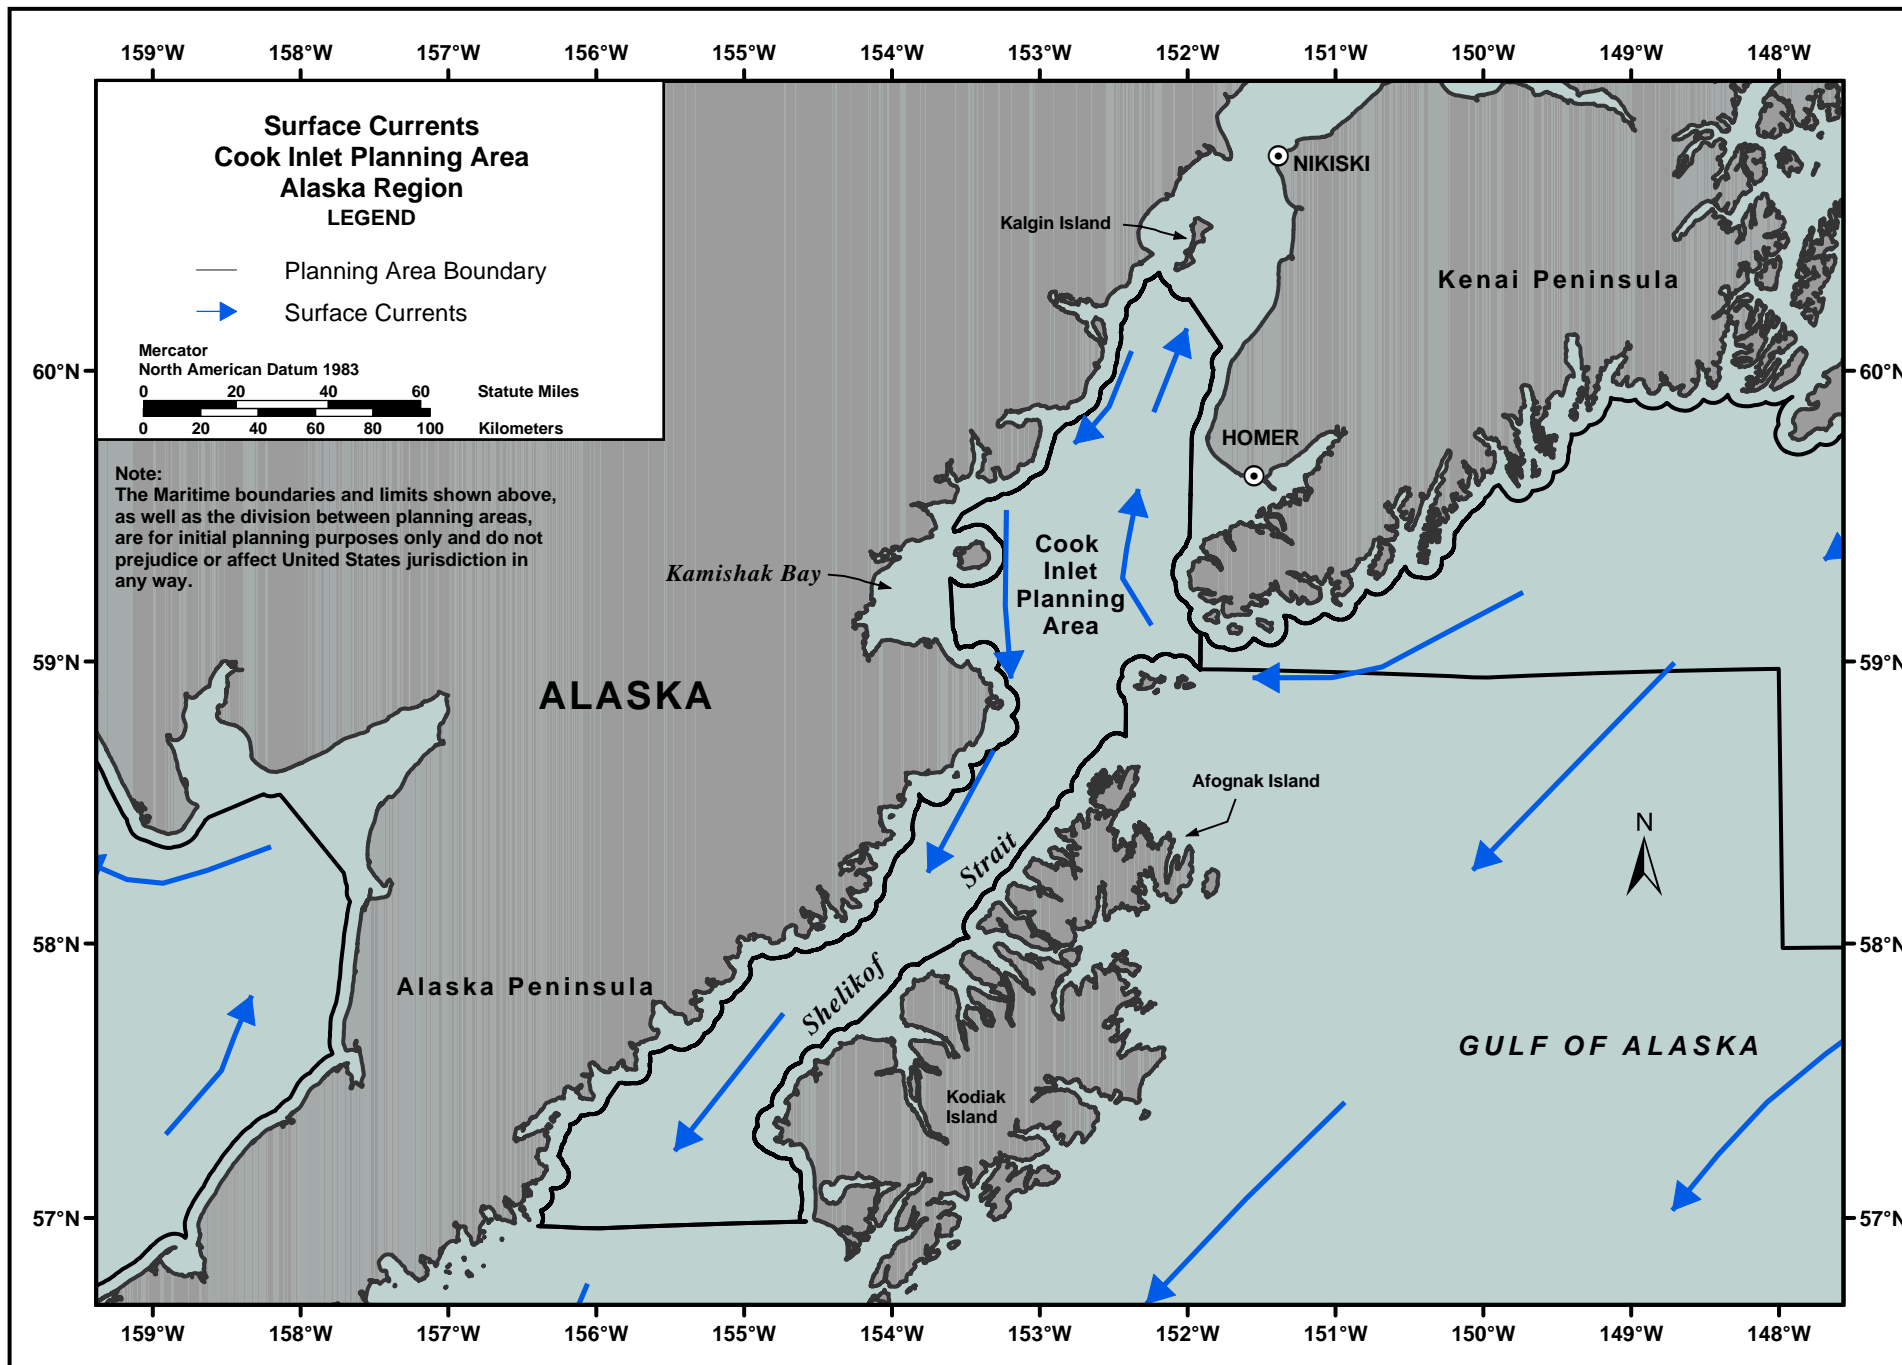 159°W 158°W 157°W 156°W 155°W 154°W 153°W 152°W 151°W 150°W 149°W 148°W
Surface Currents
Cook Inlet Planning Area
Alaska Region
LEGEND
Planning Area Boundary
Surface Currents
Mercator
North American Datum 1983
0 20 40 60 Statute Miles
0 20 40 60 80 100 Kilometers
Note:
The Maritime boundaries and limits shown above,
as well as the division between planning areas,
are for initial planning purposes only and do not
prejudice or affect United States jurisdiction in
any way.
NIKISKI
Kalgin Island
Kenai Peninsula
60°N 60°N
HOMER
Cook
Inlet
Planning
Area
Kamishak Bay
59°N 59°N
ALASKA
Afognak Island
N
Strait
58°N 58°N
Shelikof
Alaska Peninsula
GULF OF ALASKA
Kodiak
Island
57°N 57°N
159°W 158°W 157°W 156°W 155°W 154°W 153°W 152°W 151°W 150°W 149°W 148°W